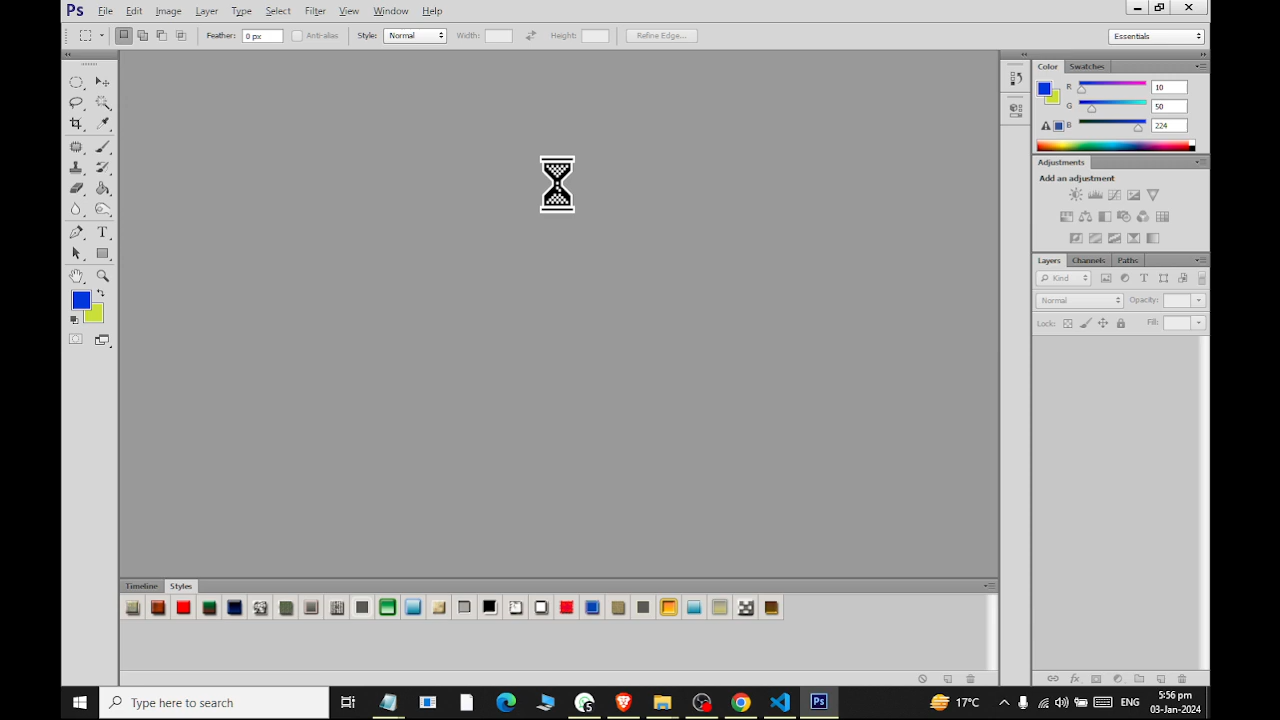 Ps File Edit Image Layer Type Select Filter View Window Help
Feather: 0 px Anti-alias Style: Normal Width: Height: Refine Edge... Essentials
Color Swatches
R 10
G 50
B 224
Adjustments
Add an adjustment
Layers Channels Paths
Kind
Normal Opacity:
Lock: Fill:
Timeline Styles
Type here to search
Ps
17°C
ENG
5:56 pm
03-Jan-2024